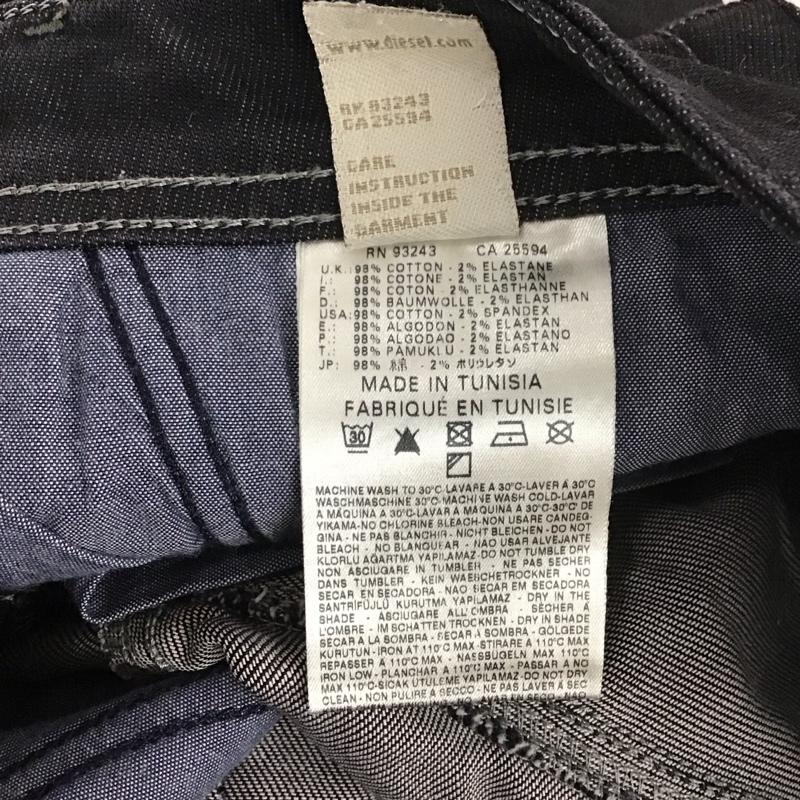 www.diesel.com
RN 93243
CA 25594
CARE
INSTRUCTION
INSIDE THE
GARMENT
RN 93243 CA 25594
U.K.: 98% COTTON - 2% ELASTANE
I.: 98% COTONE - 2% ELASTAN
F.: 98% COTON - 2% ELASTHANNE
D.: 98% BAUMWOLLE - 2% ELASTHAN
USA: 98% COTTON - 2% SPANDEX
E.: 98% ALGODON - 2% ELASTAN
P.: 98% ALGODAO - 2% ELASTANO
T.: 98% PAMUKLU - 2% ELASTAN
JP: 98% 綿 - 2% ポリウレタン
MADE IN TUNISIA
FABRIQUÉ EN TUNISIE
30
MACHINE WASH TO 30°C-LAVARE A 30°C-LAVER À 30°C
WASCHMASCHINE 30°C-MACHINE WASH COLD-LAVAR
A MÁQUINA A 30°C-LAVAR A MÁQUINA A 30°C-30°C DE
YIKAMA-NO CHLORINE BLEACH-NON USARE CANDEG-
GINA - NE PAS BLANCHIR - NICHT BLEICHEN - DO NOT
BLEACH - NO BLANQUEAR - NÃO USAR ALVEJANTE
KLORLU AĞARTMA YAPILAMAZ-DO NOT TUMBLE DRY
NON ASCIUGARE IN TUMBLER - NE PAS SÉCHER
DANS TUMBLER - KEIN WAESCHETROCKNER - NO
SECAR EN SECADORA - NÃO SECAR EM SECADORA
SANTRİFÜJLÜ KURUTMA YAPILAMAZ - DRY IN THE
SHADE - ASCIUGARE ALL'OMBRA - SÉCHER À
L'OMBRE - IM SCHATTEN TROCKNEN - DRY IN SHADE
SÉCAR A LA SOMBRA - SECAR À SOMBRA - GÖLGEDE
KURUTUN-IRON AT 110°C MAX-STIRARE A 110°C MAX
REPASSER À 110°C MAX - NASSBÜGELN MAX 110°C
IRON LOW - PLANCHAR A 110°C MAX - PASSAR A NO
MAX 110°C-SICAK ÜTÜLEME YAPILAMAZ-DO NOT DRY
CLEAN - NON PULIRE A SECCO - NE PAS LAVER À SEC